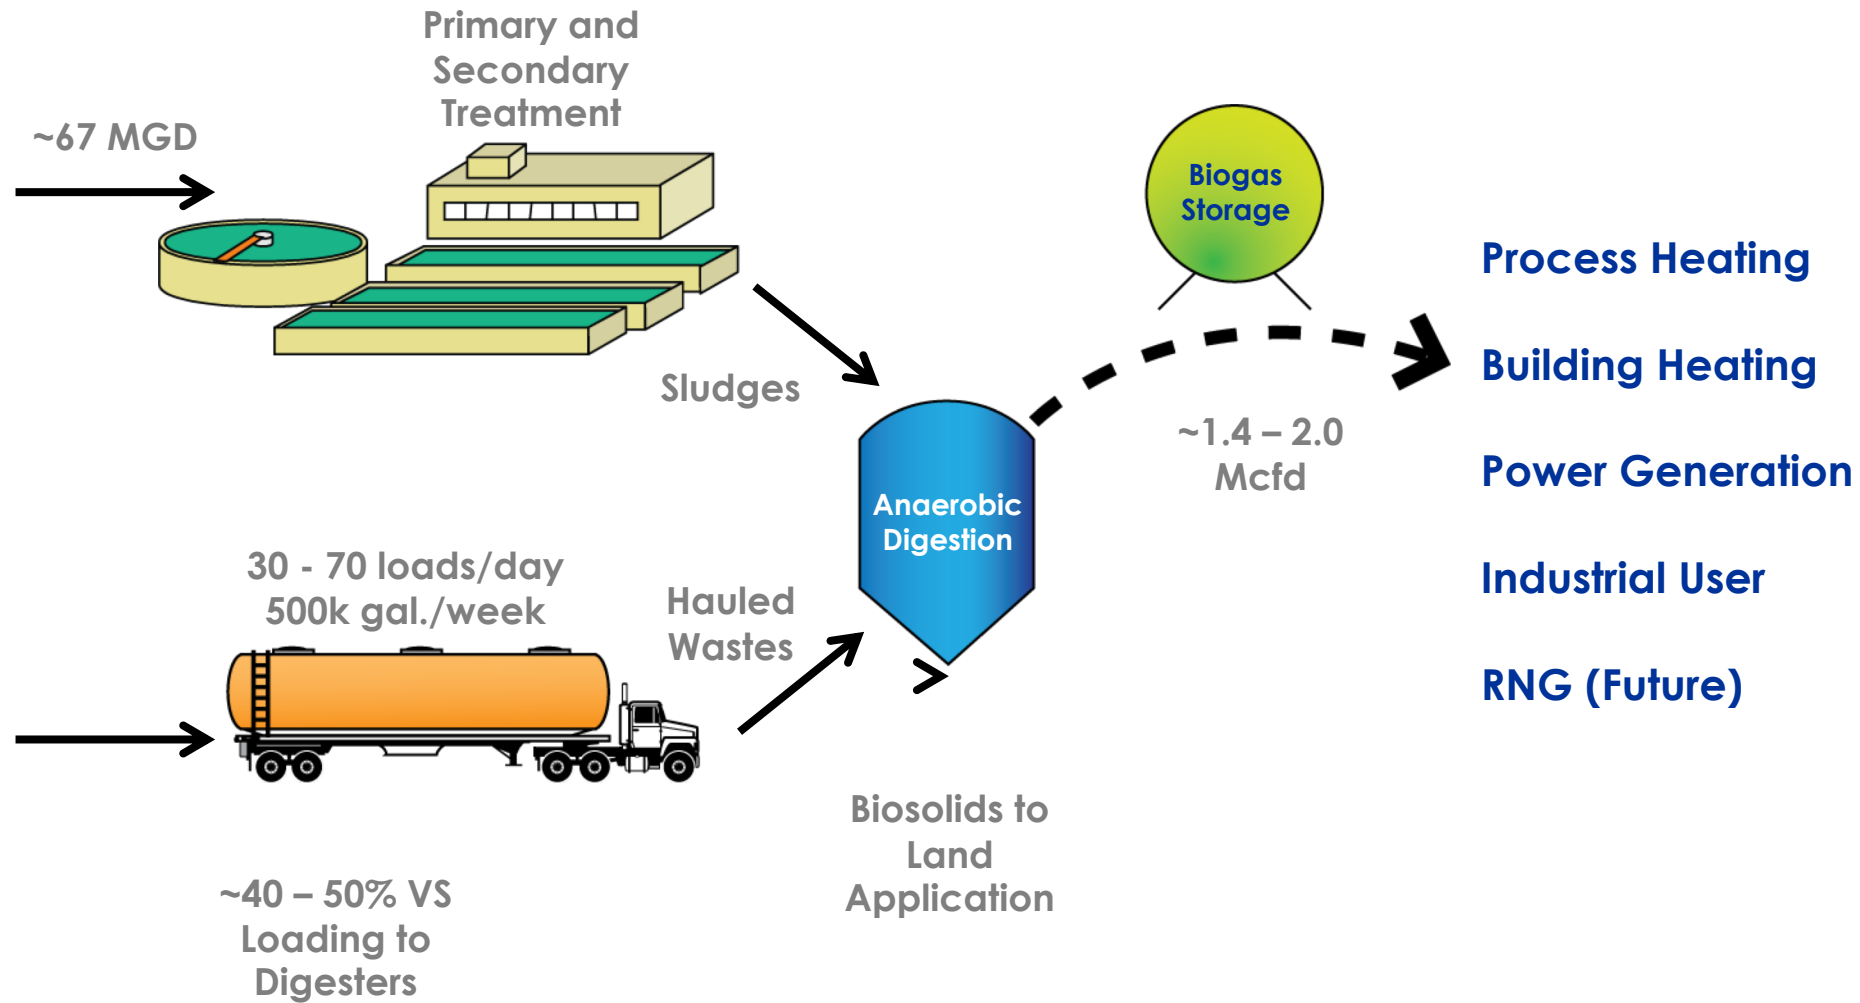 Primary and
Secondary
Treatment
~67 MGD
Biogas
Storage
Process Heating
Building Heating
Sludges
~1.4 – 2.0
Mcfd
Power Generation
Anaerobic
Digestion
30 - 70 loads/day
500k gal./week
Hauled
Wastes
Industrial User
RNG (Future)
Biosolids to
Land
Application
~40 – 50% VS
Loading to
Digesters